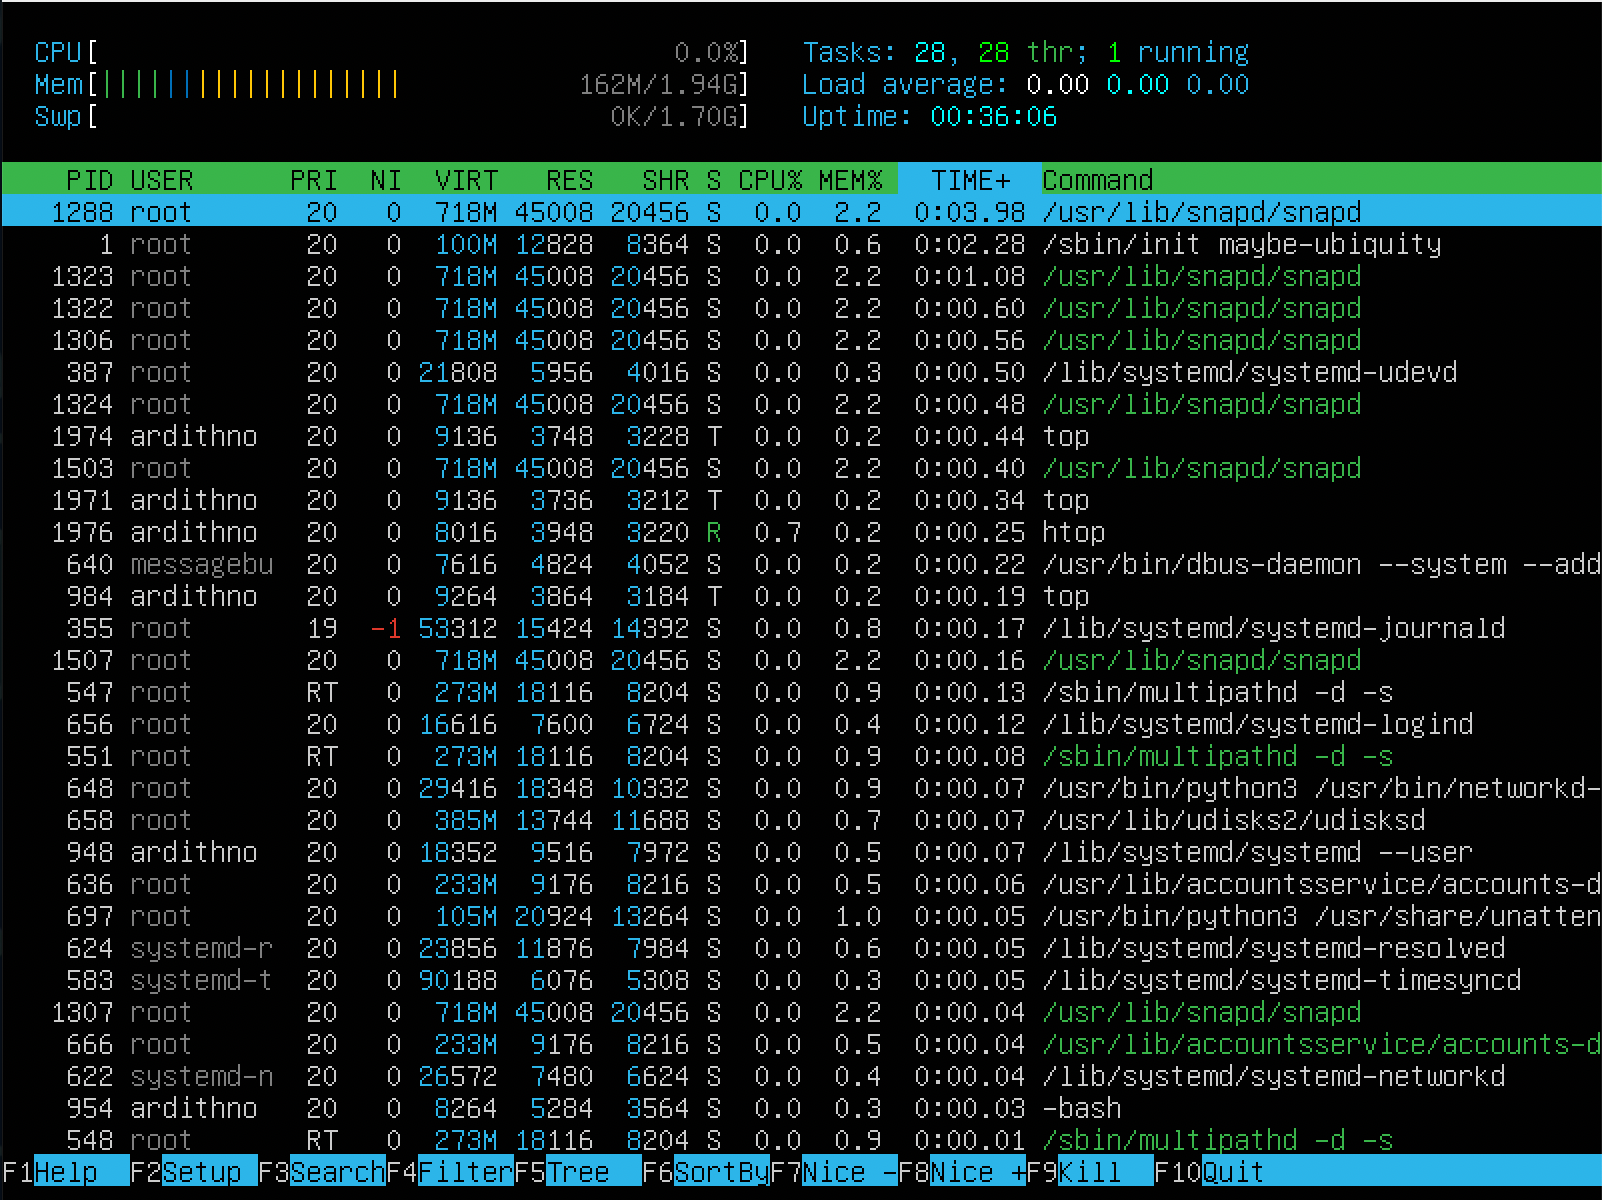 CPU[ 0.0%] Tasks: 28, 28 thr; 1 running
Mem[||||||||||||||||||| 162M/1.94G] Load average: 0.00 0.00 0.00
Swp[ 0K/1.70G] Uptime: 00:36:06
PID USER PRI NI VIRT RES SHR S CPU% MEM% TIME+ Command
1288 root 20 0 718M 45008 20456 S 0.0 2.2 0:03.98 /usr/lib/snapd/snapd
1 root 20 0 100M 12828 8364 S 0.0 0.6 0:02.28 /sbin/init maybe-ubiquity
1323 root 20 0 718M 45008 20456 S 0.0 2.2 0:01.08 /usr/lib/snapd/snapd
1322 root 20 0 718M 45008 20456 S 0.0 2.2 0:00.60 /usr/lib/snapd/snapd
1306 root 20 0 718M 45008 20456 S 0.0 2.2 0:00.56 /usr/lib/snapd/snapd
387 root 20 0 21808 5956 4016 S 0.0 0.3 0:00.50 /lib/systemd/systemd-udevd
1324 root 20 0 718M 45008 20456 S 0.0 2.2 0:00.48 /usr/lib/snapd/snapd
1974 ardithno 20 0 9136 3748 3228 T 0.0 0.2 0:00.44 top
1503 root 20 0 718M 45008 20456 S 0.0 2.2 0:00.40 /usr/lib/snapd/snapd
1971 ardithno 20 0 9136 3736 3212 T 0.0 0.2 0:00.34 top
1976 ardithno 20 0 8016 3948 3220 R 0.7 0.2 0:00.25 htop
640 messagebu 20 0 7616 4824 4052 S 0.0 0.2 0:00.22 /usr/bin/dbus-daemon --system --add
984 ardithno 20 0 9264 3864 3184 T 0.0 0.2 0:00.19 top
355 root 19 -1 53312 15424 14392 S 0.0 0.8 0:00.17 /lib/systemd/systemd-journald
1507 root 20 0 718M 45008 20456 S 0.0 2.2 0:00.16 /usr/lib/snapd/snapd
547 root RT 0 273M 18116 8204 S 0.0 0.9 0:00.13 /sbin/multipathd -d -s
656 root 20 0 16616 7600 6724 S 0.0 0.4 0:00.12 /lib/systemd/systemd-logind
551 root RT 0 273M 18116 8204 S 0.0 0.9 0:00.08 /sbin/multipathd -d -s
648 root 20 0 29416 18348 10332 S 0.0 0.9 0:00.07 /usr/bin/python3 /usr/bin/networkd-
658 root 20 0 385M 13744 11688 S 0.0 0.7 0:00.07 /usr/lib/udisks2/udisksd
948 ardithno 20 0 18352 9516 7972 S 0.0 0.5 0:00.07 /lib/systemd/systemd --user
636 root 20 0 233M 9176 8216 S 0.0 0.5 0:00.06 /usr/lib/accountsservice/accounts-d
697 root 20 0 105M 20924 13264 S 0.0 1.0 0:00.05 /usr/bin/python3 /usr/share/unatten
624 systemd-r 20 0 23856 11876 7984 S 0.0 0.6 0:00.05 /lib/systemd/systemd-resolved
583 systemd-t 20 0 90188 6076 5308 S 0.0 0.3 0:00.05 /lib/systemd/systemd-timesyncd
1307 root 20 0 718M 45008 20456 S 0.0 2.2 0:00.04 /usr/lib/snapd/snapd
666 root 20 0 233M 9176 8216 S 0.0 0.5 0:00.04 /usr/lib/accountsservice/accounts-d
622 systemd-n 20 0 26572 7480 6624 S 0.0 0.4 0:00.04 /lib/systemd/systemd-networkd
954 ardithno 20 0 8264 5284 3564 S 0.0 0.3 0:00.03 -bash
548 root RT 0 273M 18116 8204 S 0.0 0.9 0:00.01 /sbin/multipathd -d -s
F1Help F2Setup F3SearchF4FilterF5Tree F6SortByF7Nice -F8Nice +F9Kill F10Quit